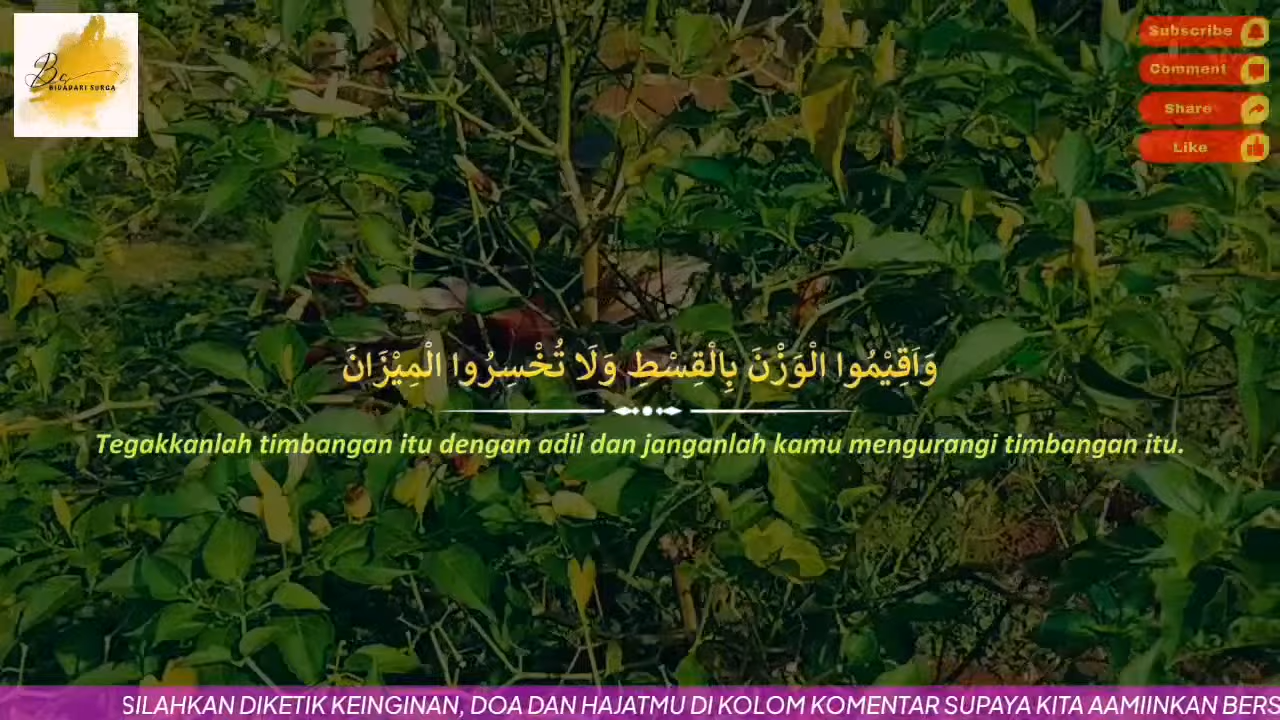 Bc
BIDADARI SURGA
Subscribe
Comment
Share
Like
وَاَقِيْمُوا الْوَزْنَ بِالْقِسْطِ وَلَا تُخْسِرُوا الْمِيْزَانَ
Tegakkanlah timbangan itu dengan adil dan janganlah kamu mengurangi timbangan itu.
SILAHKAN DIKETIK KEINGINAN, DOA DAN HAJATMU DI KOLOM KOMENTAR SUPAYA KITA AAMIINKAN BERS